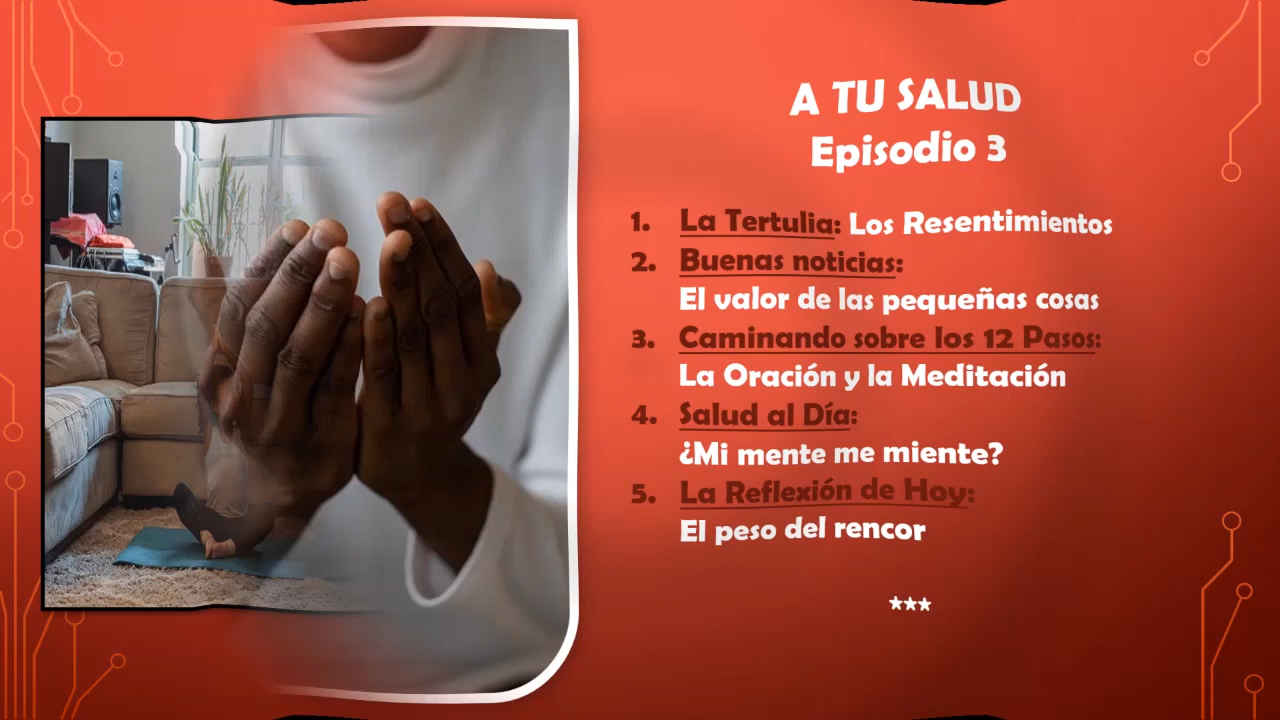 A TU SALUD
Episodio 3
1. La Tertulia: Los Resentimientos
2. Buenas noticias:
El valor de las pequeñas cosas
3. Caminando sobre los 12 Pasos:
La Oración y la Meditación
4. Salud al Día:
¿Mi mente me miente?
5. La Reflexión de Hoy:
El peso del rencor
***